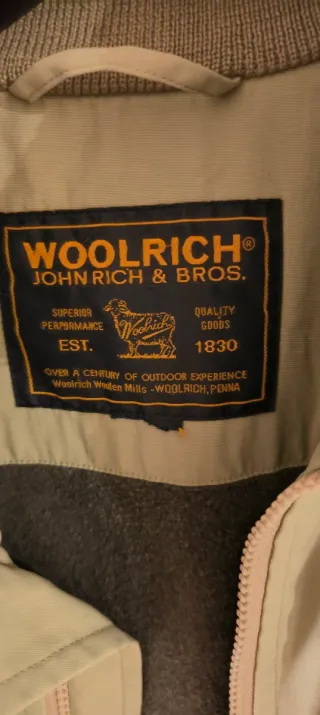 WOOLRICH®
JOHN RICH & BROS.
SUPERIOR PERFORMANCE
Woolrich
QUALITY GOODS
EST. 1830
OVER A CENTURY OF OUTDOOR EXPERIENCE
Woolrich Woolen Mills - WOOLRICH, PENNA